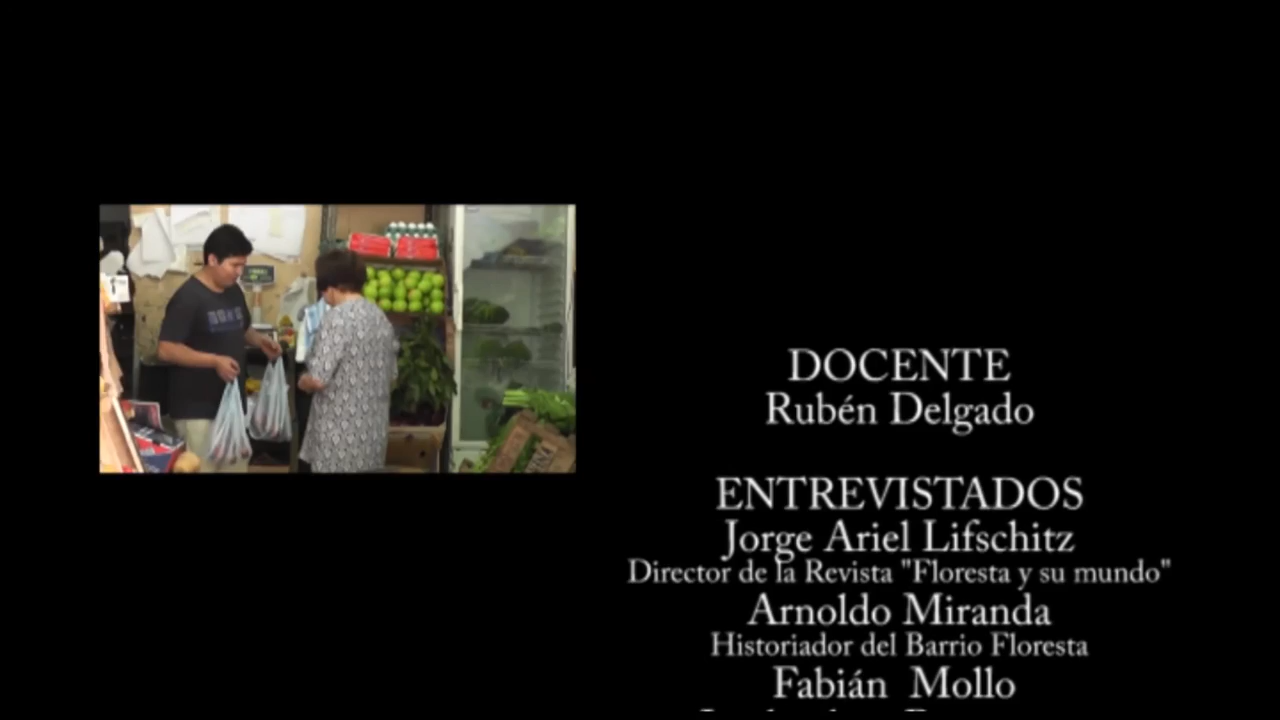 DOCENTE
Rubén Delgado
ENTREVISTADOS
Jorge Ariel Lifschitz
Director de la Revista "Floresta y su mundo"
Arnoldo Miranda
Historiador del Barrio Floresta
Fabián Mollo